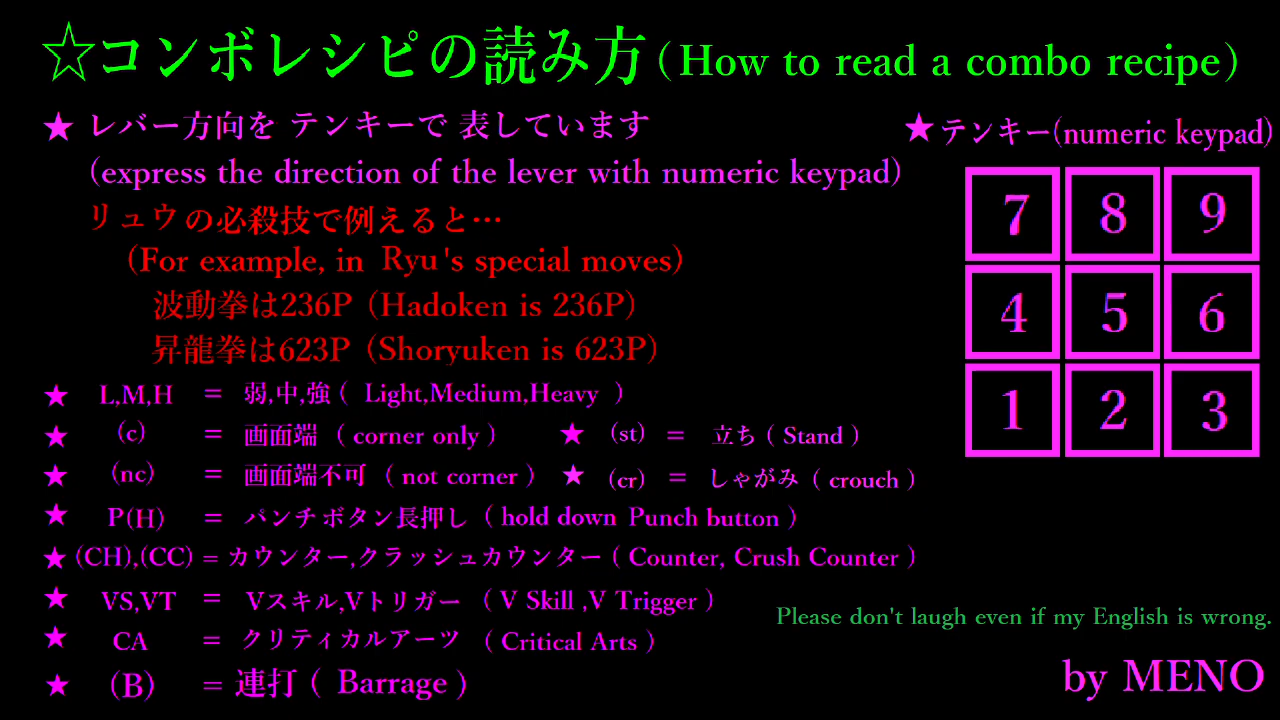 ☆コンボレシピの読み方(How to read a combo recipe)
★ レバー方向を テンキーで 表しています
(express the direction of the lever with numeric keypad)
リュウの必殺技で例えると…
(For example, in Ryu's special moves)
波動拳は236P (Hadoken is 236P)
昇龍拳は623P (Shoryuken is 623P)
★テンキー(numeric keypad)
7 8 9
4 5 6
1 2 3
★ L,M,H = 弱,中,強 ( Light,Medium,Heavy )
★ (c) = 画面端 ( corner only ) ★ (st) = 立ち ( Stand )
★ (nc) = 画面端不可 ( not corner ) ★ (cr) = しゃがみ ( crouch )
★ P(H) = パンチボタン長押し ( hold down Punch button )
★ (CH),(CC) = カウンター,クラッシュカウンター ( Counter, Crush Counter )
★ VS,VT = Vスキル,Vトリガー ( V Skill ,V Trigger )
★ CA = クリティカルアーツ ( Critical Arts )
★ (B) = 連打 ( Barrage )
Please don't laugh even if my English is wrong.
by MENO